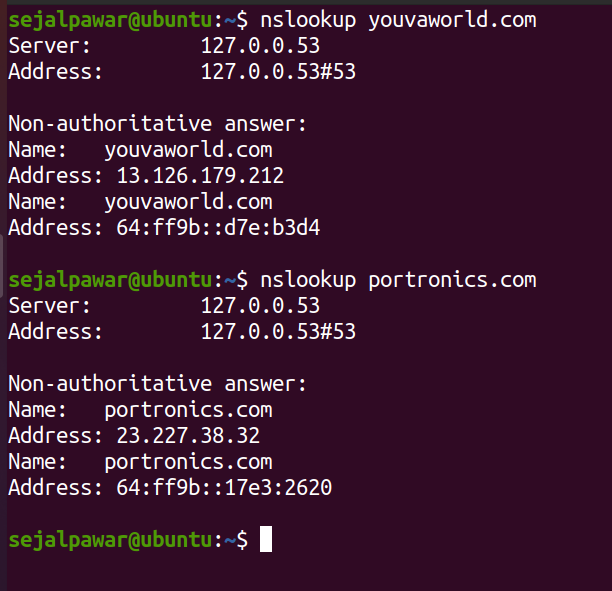 sejalpawar@ubuntu:~$ nslookup youvaworld.com
Server:         127.0.0.53
Address:        127.0.0.53#53

Non-authoritative answer:
Name:   youvaworld.com
Address: 13.126.179.212
Name:   youvaworld.com
Address: 64:ff9b::d7e:b3d4

sejalpawar@ubuntu:~$ nslookup portronics.com
Server:         127.0.0.53
Address:        127.0.0.53#53

Non-authoritative answer:
Name:   portronics.com
Address: 23.227.38.32
Name:   portronics.com
Address: 64:ff9b::17e3:2620

sejalpawar@ubuntu:~$